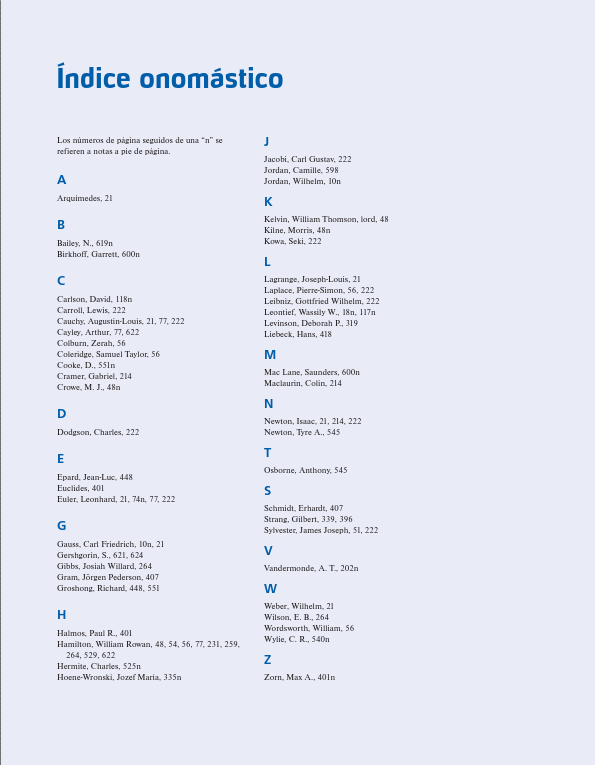 Índice onomástico
Los números de página seguidos de una “n” se
refieren a notas a pie de página.
A
Arquímedes, 21
B
Bailey, N., 619n
Birkhoff, Garrett, 600n
C
Carlson, David, 118n
Carroll, Lewis, 222
Cauchy, Augustin-Louis, 21, 77, 222
Cayley, Arthur, 77, 622
Colburn, Zerah, 56
Coleridge, Samuel Taylor, 56
Cooke, D., 551n
Cramer, Gabriel, 214
Crowe, M. J., 48n
D
Dodgson, Charles, 222
E
Epard, Jean-Luc, 448
Euclides, 401
Euler, Leonhard, 21, 74n, 77, 222
G
Gauss, Carl Friedrich, 10n, 21
Gershgorin, S., 621, 624
Gibbs, Josiah Willard, 264
Gram, Jörgen Pederson, 407
Groshong, Richard, 448, 551
H
Halmos, Paul R., 401
Hamilton, William Rowan, 48, 54, 56, 77, 231, 259,
264, 529, 622
Hermite, Charles, 525n
Hoene-Wronski, Jozef Maria, 335n
J
Jacobi, Carl Gustav, 222
Jordan, Camille, 598
Jordan, Wilhelm, 10n
K
Kelvin, William Thomson, lord, 48
Kilne, Morris, 48n
Kowa, Seki, 222
L
Lagrange, Joseph-Louis, 21
Laplace, Pierre-Simon, 56, 222
Leibniz, Gottfried Wilhelm, 222
Leontief, Wassily W., 18n, 117n
Levinson, Deborah P., 319
Liebeck, Hans, 418
M
Mac Lane, Saunders, 600n
Maclaurin, Colin, 214
N
Newton, Isaac, 21, 214, 222
Newton, Tyre A., 545
T
Osborne, Anthony, 545
S
Schmidt, Erhardt, 407
Strang, Gilbert, 339, 396
Sylvester, James Joseph, 51, 222
V
Vandermonde, A. T., 202n
W
Weber, Wilhelm, 21
Wilson, E. B., 264
Wordsworth, William, 56
Wylie, C. R., 540n
Z
Zorn, Max A., 401n